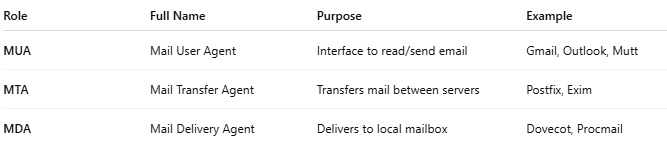 Role Full Name Purpose Example
MUA Mail User Agent Interface to read/send email Gmail, Outlook, Mutt
MTA Mail Transfer Agent Transfers mail between servers Postfix, Exim
MDA Mail Delivery Agent Delivers to local mailbox Dovecot, Procmail